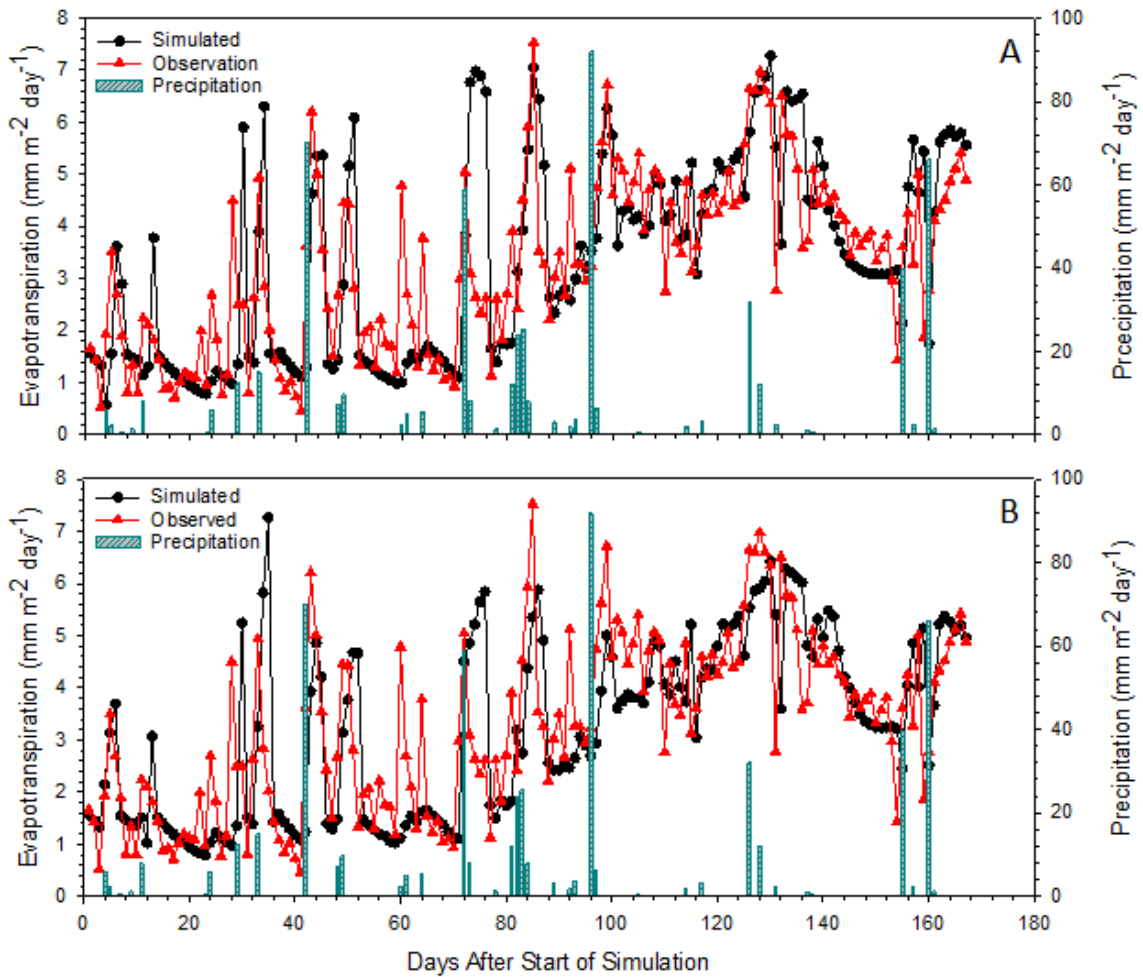 A
Simulated
Observation
Precipitation
Evapotranspiration (mm m⁻² day⁻¹)
8
7
6
5
4
3
2
1
0
100
80
60
40
20
0
Prceciptation (mm m⁻² day⁻¹)
B
Simulated
Observed
Precipitation
Evapotranspiration (mm m⁻² day⁻¹)
8
7
6
5
4
3
2
1
0
100
80
60
40
20
0
Precipitation (mm m⁻² day⁻¹)
0 20 40 60 80 100 120 140 160 180
Days After Start of Simulation